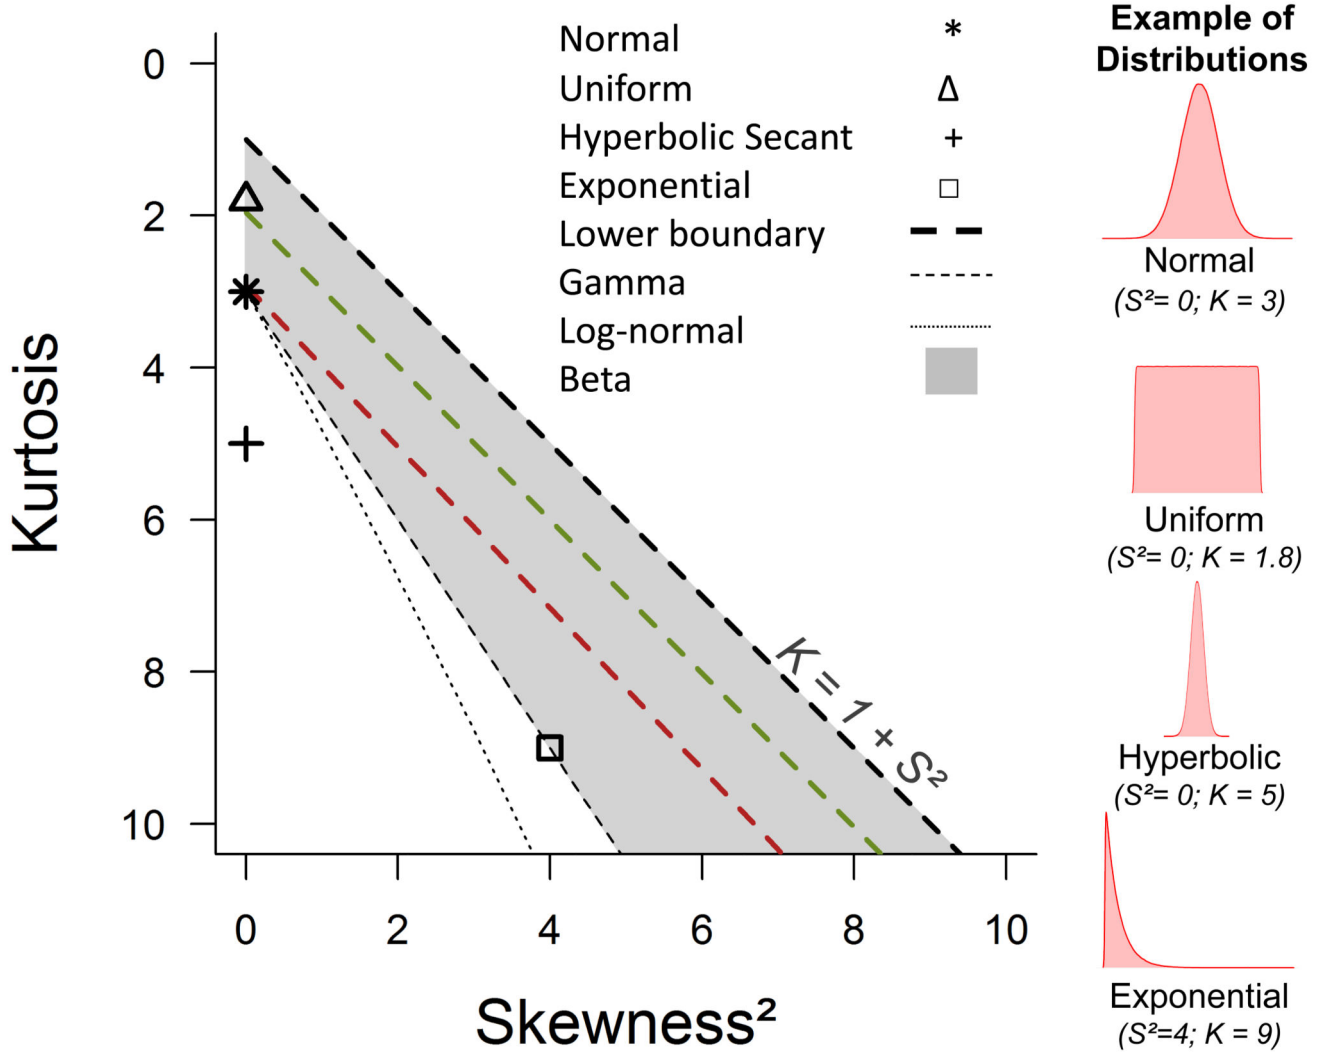 Normal *
Uniform Δ
Hyperbolic Secant +
Exponential □
Lower boundary
Gamma
Log-normal
Beta
Kurtosis
0
2
4
6
8
10
K = 1 + S²
0 2 4 6 8 10
Skewness²
Example of
Distributions
Normal
(S²= 0; K = 3)
Uniform
(S²= 0; K = 1.8)
Hyperbolic
(S²= 0; K = 5)
Exponential
(S²=4; K = 9)